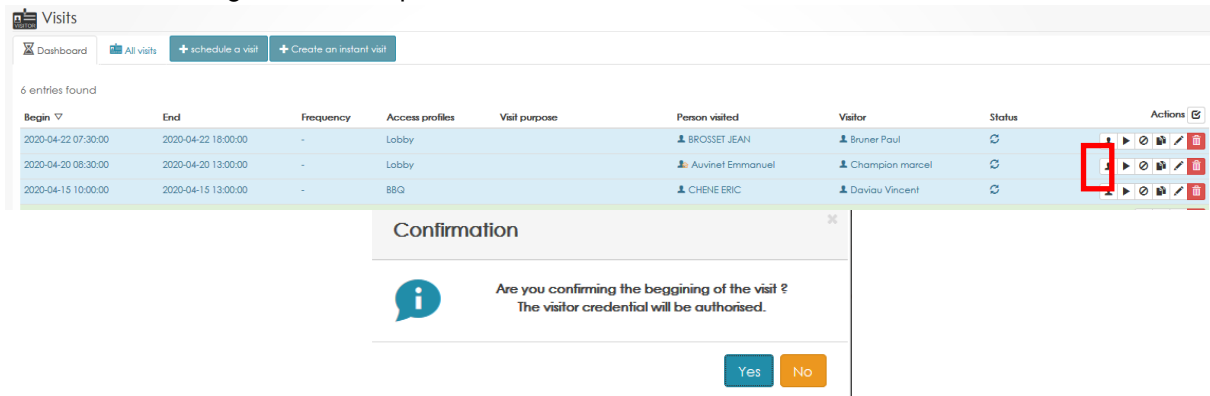 VISITOR Visits
Dashboard All visits + schedule a visit + Create an instant visit
6 entries found
Begin ▽ End Frequency Access profiles Visit purpose Person visited Visitor Status Actions
2020-04-22 07:30:00 2020-04-22 18:00:00 - Lobby BROSSET JEAN Bruner Paul
2020-04-20 08:30:00 2020-04-20 13:00:00 - Lobby Auvinet Emmanuel Champion marcel
2020-04-15 10:00:00 2020-04-15 13:00:00 - BBQ CHENE ERIC Daviau Vincent
Confirmation ×
Are you confirming the beggining of the visit ?
The visitor credential will be authorised.
Yes No